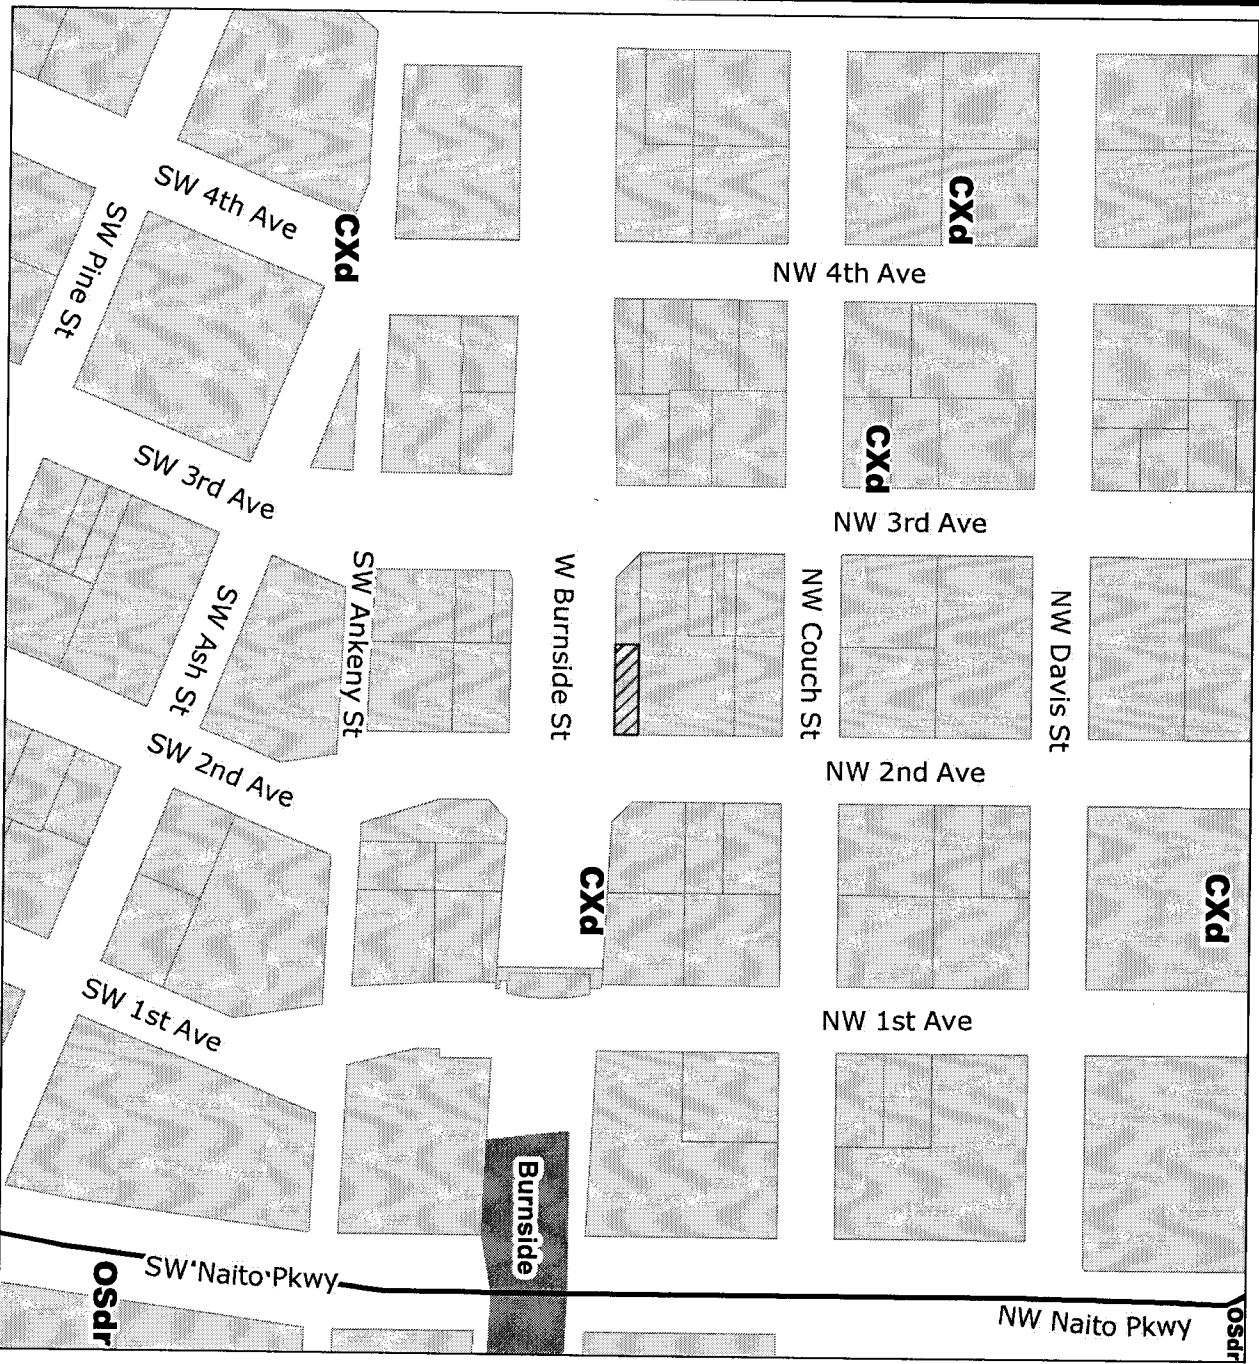 SW 4th Ave
CXd
CXd
SW Pine St
NW 4th Ave
SW 3rd Ave
CXd
NW 3rd Ave
SW Ankeny St
W Burnside St
NW Couch St
NW Davis St
SW Ash St
SW 2nd Ave
NW 2nd Ave
CXd
CXd
SW 1st Ave
NW 1st Ave
Burnside
SW Naito Pkwy
OSdr
NW Naito Pkwy
OSdr